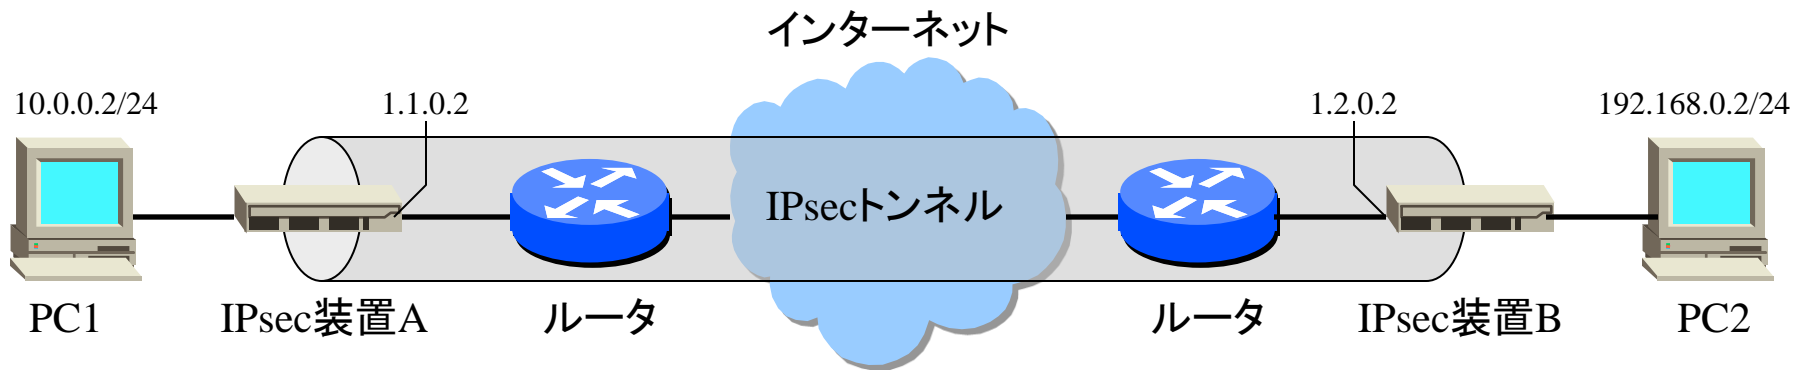 インターネット
10.0.0.2/24
1.1.0.2
1.2.0.2
192.168.0.2/24
IPsecトンネル
PC1
IPsec装置A
ルータ
ルータ
IPsec装置B
PC2